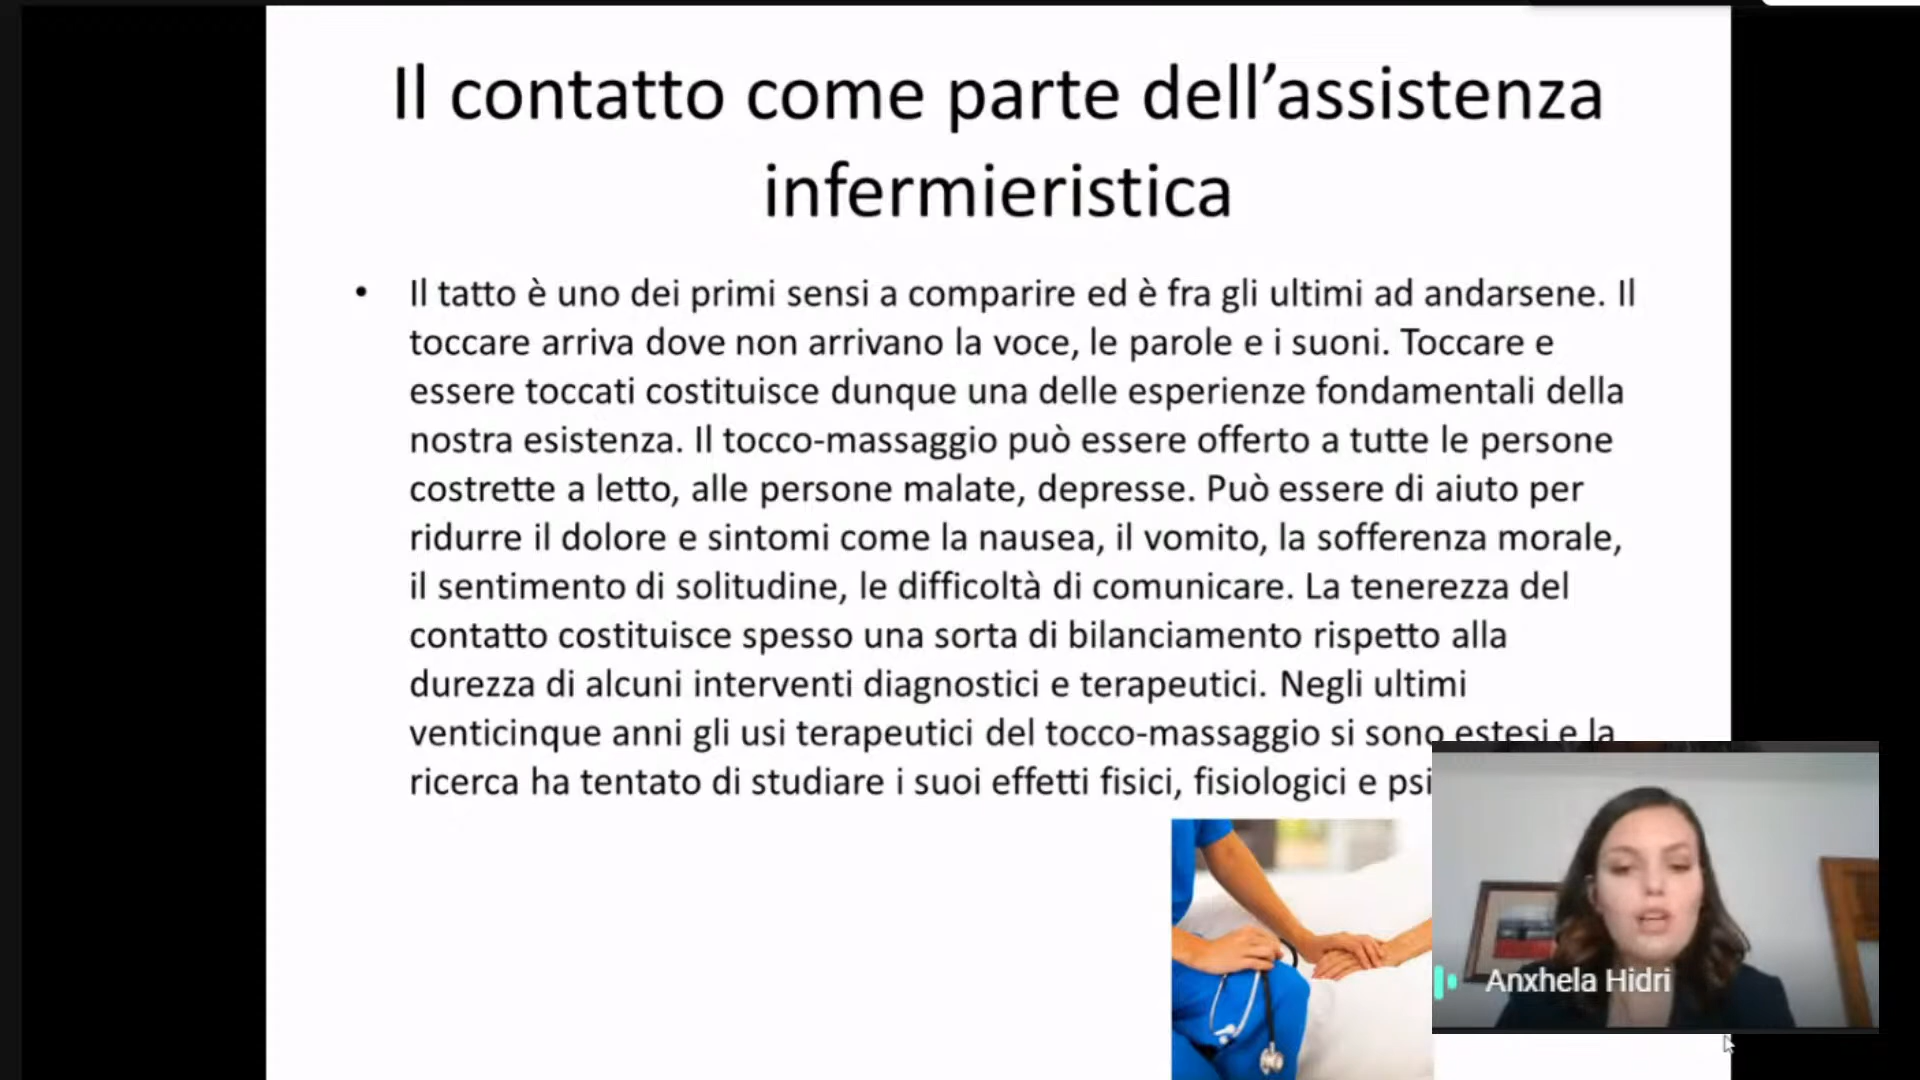 Il contatto come parte dell’assistenza
infermieristica
• Il tatto è uno dei primi sensi a comparire ed è fra gli ultimi ad andarsene. Il
toccare arriva dove non arrivano la voce, le parole e i suoni. Toccare e
essere toccati costituisce dunque una delle esperienze fondamentali della
nostra esistenza. Il tocco-massaggio può essere offerto a tutte le persone
costrette a letto, alle persone malate, depresse. Può essere di aiuto per
ridurre il dolore e sintomi come la nausea, il vomito, la sofferenza morale,
il sentimento di solitudine, le difficoltà di comunicare. La tenerezza del
contatto costituisce spesso una sorta di bilanciamento rispetto alla
durezza di alcuni interventi diagnostici e terapeutici. Negli ultimi
venticinque anni gli usi terapeutici del tocco-massaggio si sono estesi e la
ricerca ha tentato di studiare i suoi effetti fisici, fisiologici e
Anxhela Hidri